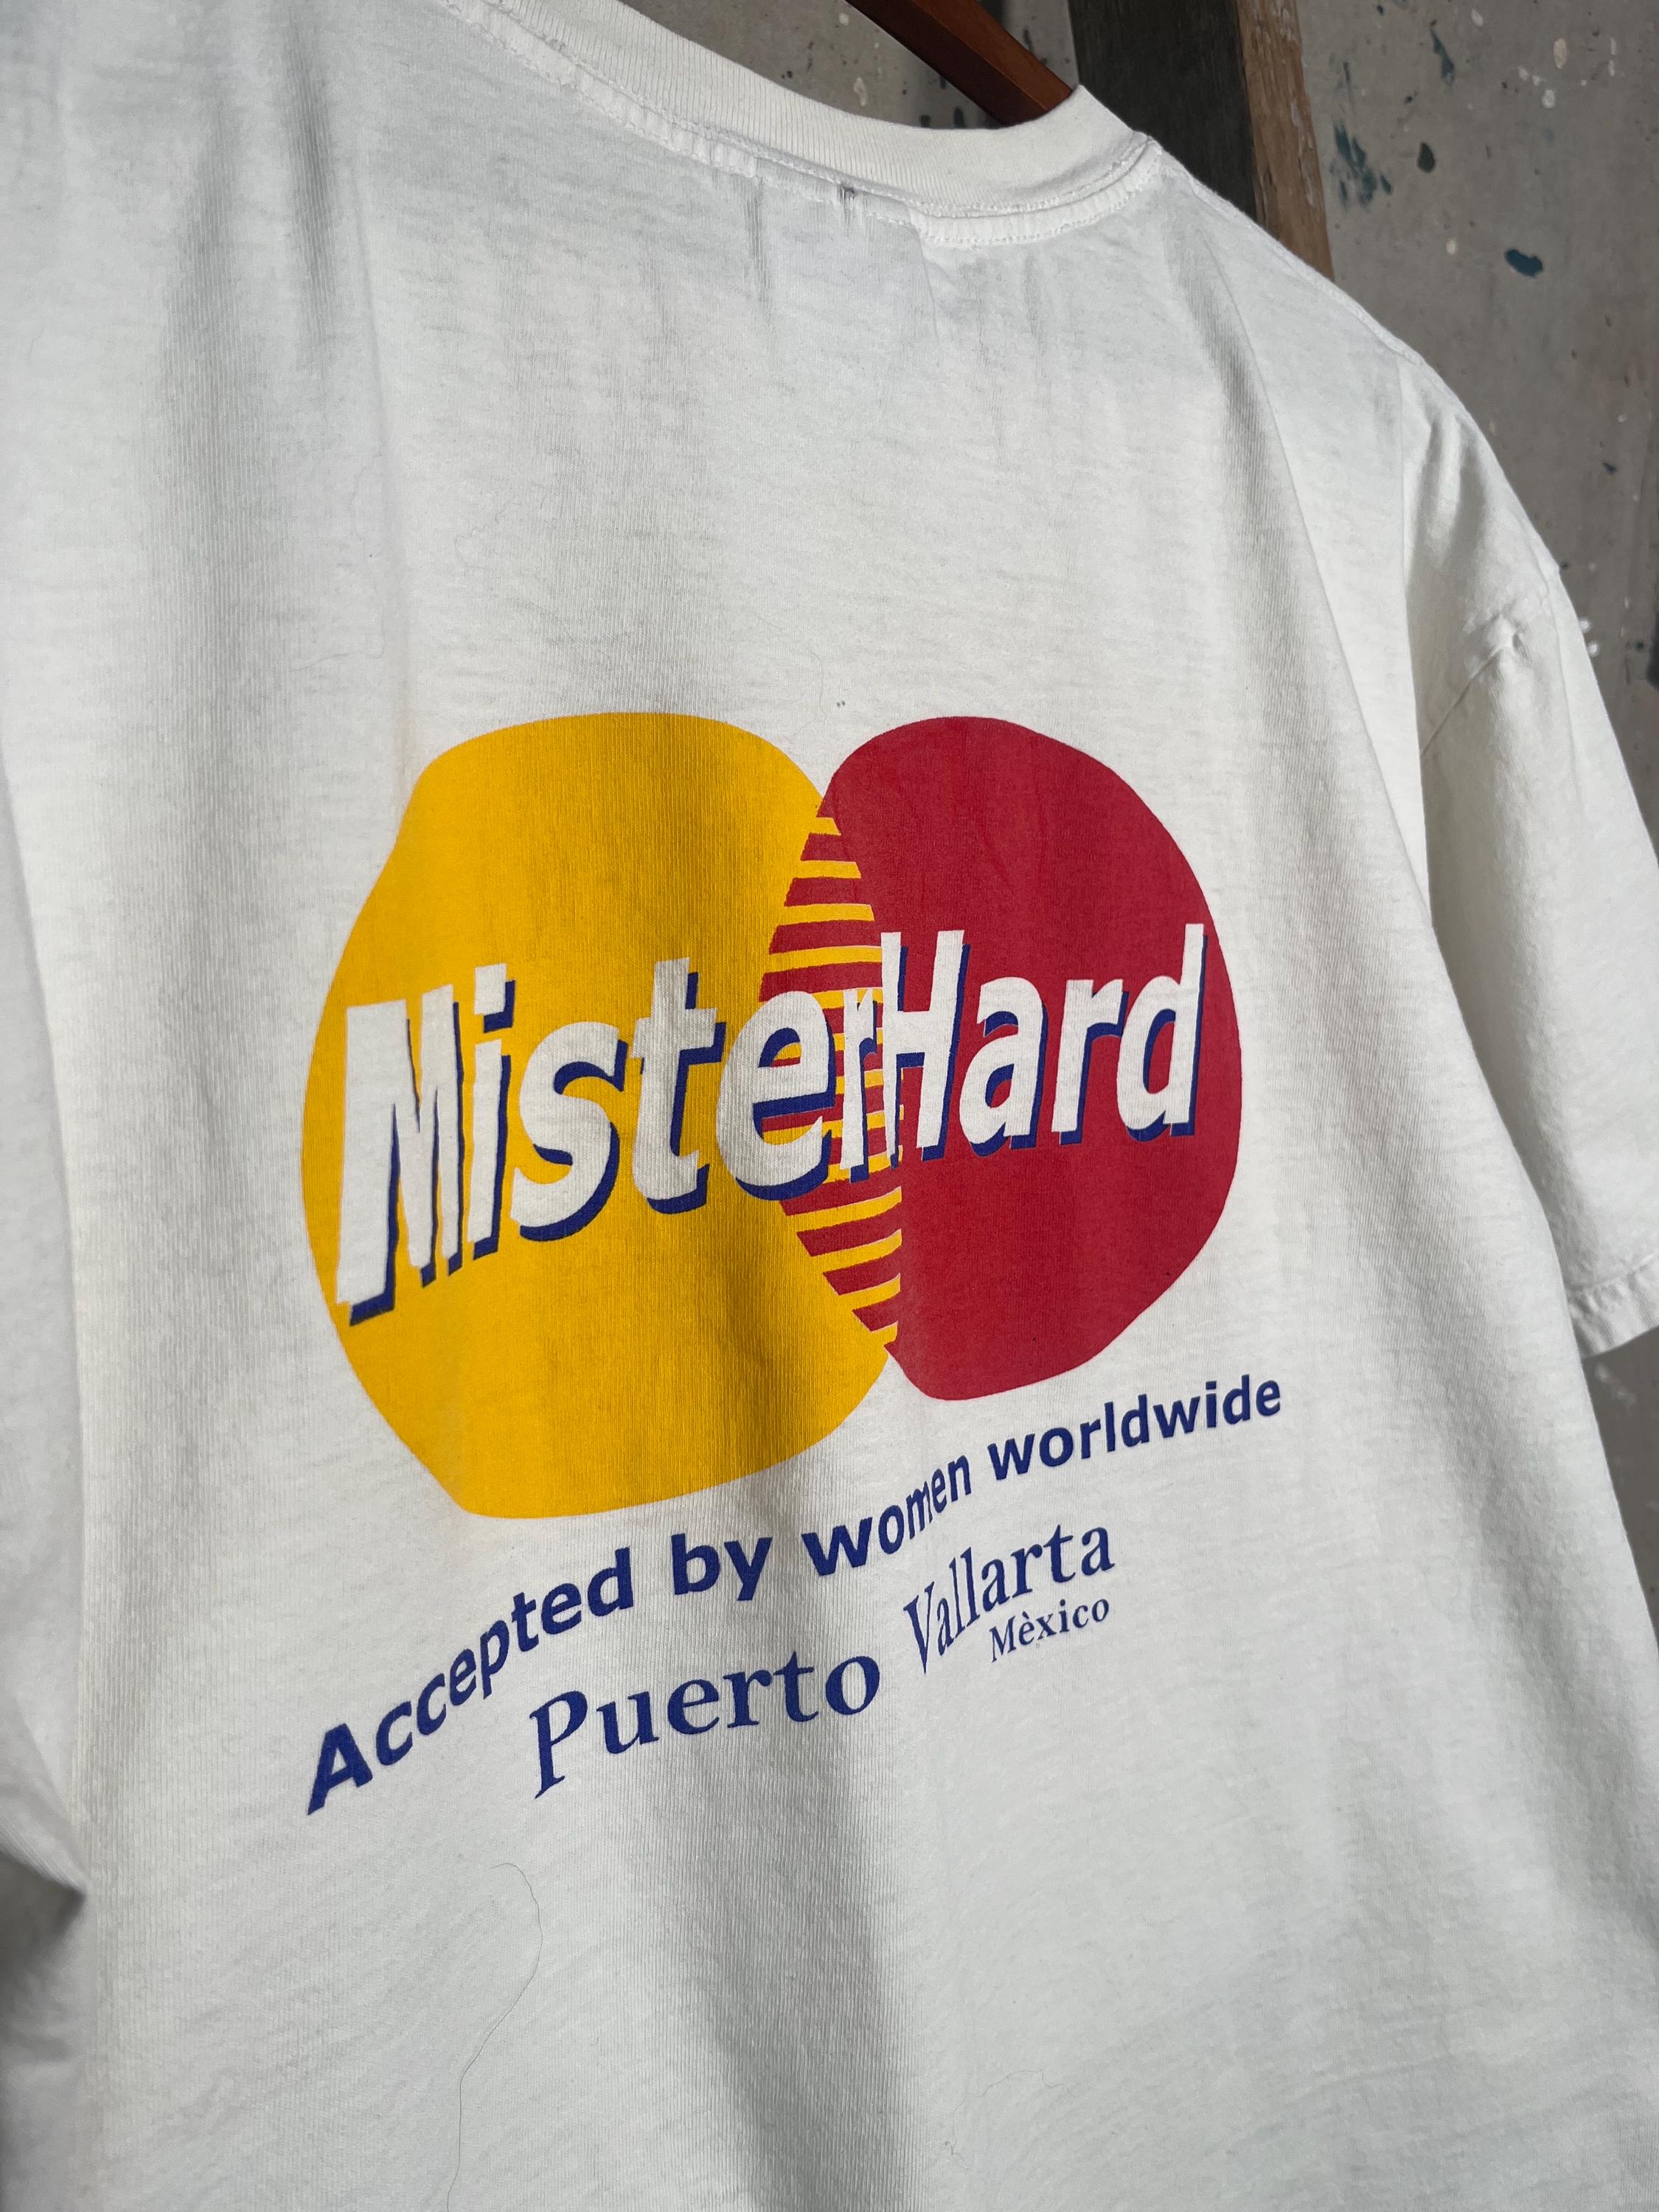 MisterHard
Accepted by women worldwide
Puerto Vallarta
Mèxico